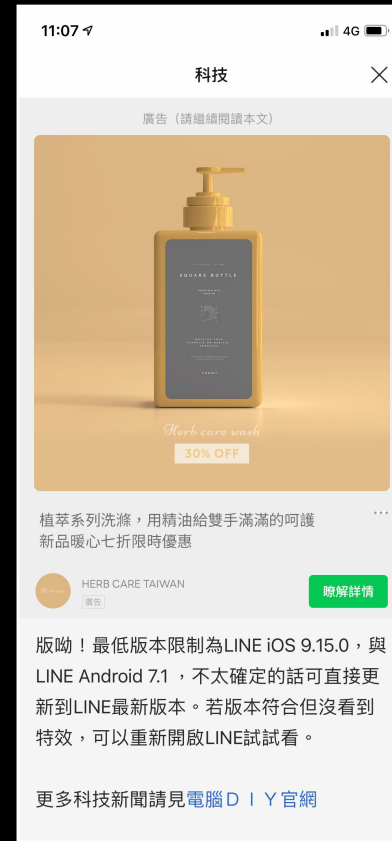 11:07
4G
科技
廣告（請繼續閱讀本文）
SQUARE BOTTLE
Herb care wash
30% OFF
植萃系列洗滌，用精油給雙手滿滿的呵護
新品暖心七折限時優惠
HERB CARE TAIWAN
廣告
瞭解詳情
版呦！最低版本限制為LINE iOS 9.15.0，與
LINE Android 7.1 ，不太確定的話可直接更
新到LINE最新版本。若版本符合但沒看到
特效，可以重新開啟LINE試試看。
更多科技新聞請見電腦ＤＩＹ官網